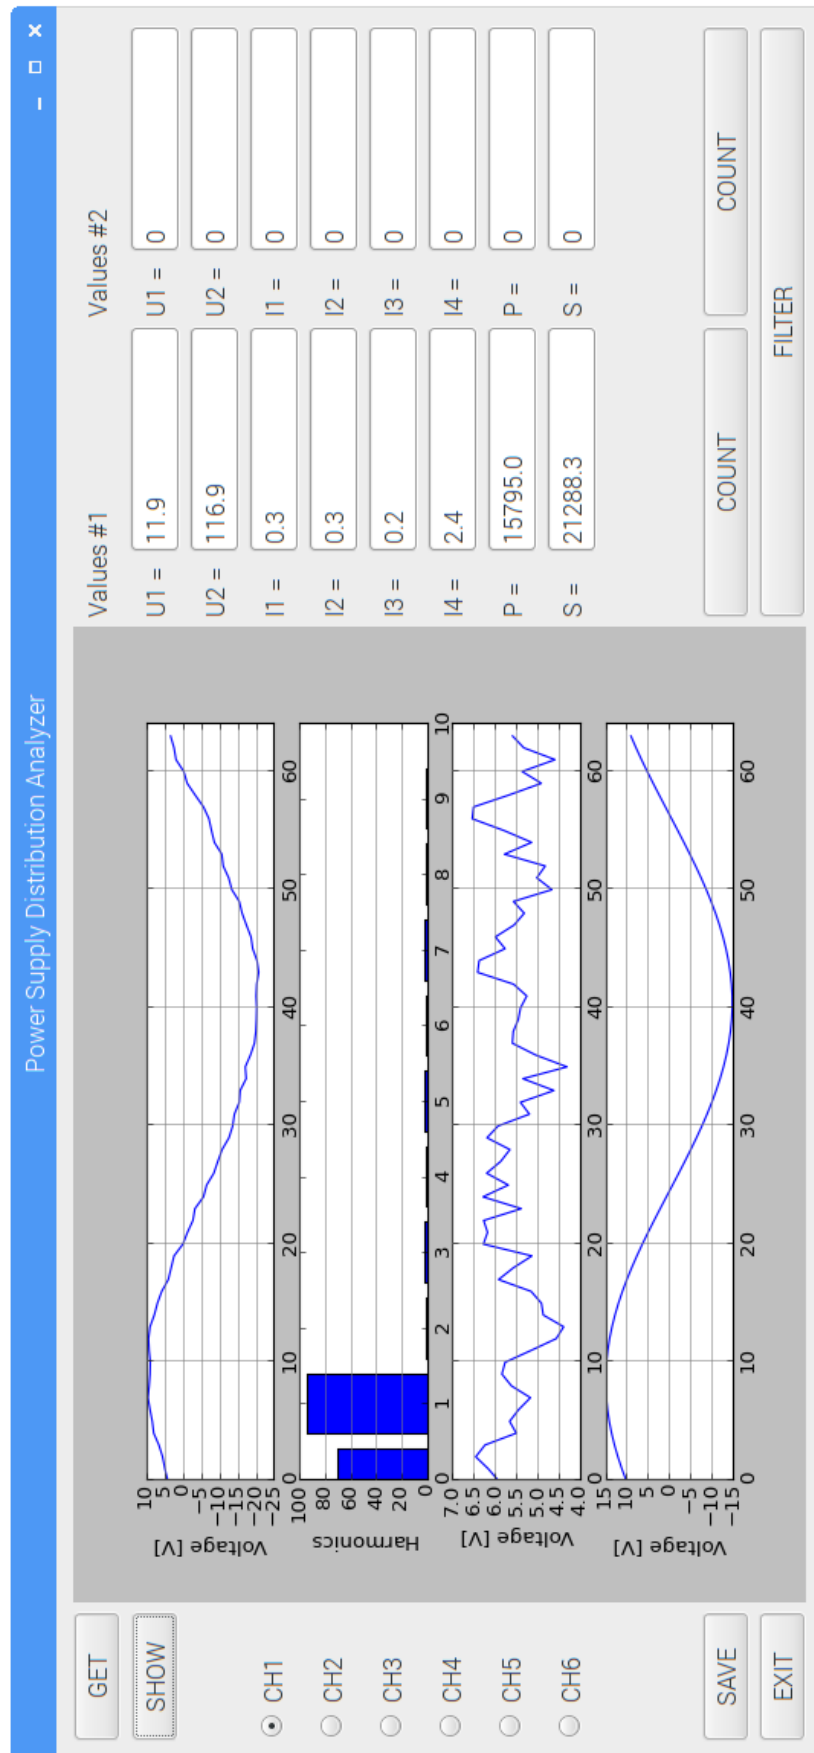 Power Supply Distribution Analyzer
GET
SHOW
CH1
CH2
CH3
CH4
CH5
CH6
SAVE
EXIT
Voltage [V]
10
5
0
−5
−10
−15
−20
−25
0 10 20 30 40 50 60
Harmonics
100
80
60
40
20
0
0 1 2 3 4 5 6 7 8 9 10
Voltage [V]
7.0
6.5
6.0
5.5
5.0
4.5
4.0
0 10 20 30 40 50 60
Voltage [V]
15
10
5
0
−5
−10
−15
0 10 20 30 40 50 60
Values #1
U1 = 11.9
U2 = 116.9
I1 = 0.3
I2 = 0.3
I3 = 0.2
I4 = 2.4
P = 15795.0
S = 21288.3
COUNT
Values #2
U1 = 0
U2 = 0
I1 = 0
I2 = 0
I3 = 0
I4 = 0
P = 0
S = 0
COUNT
FILTER